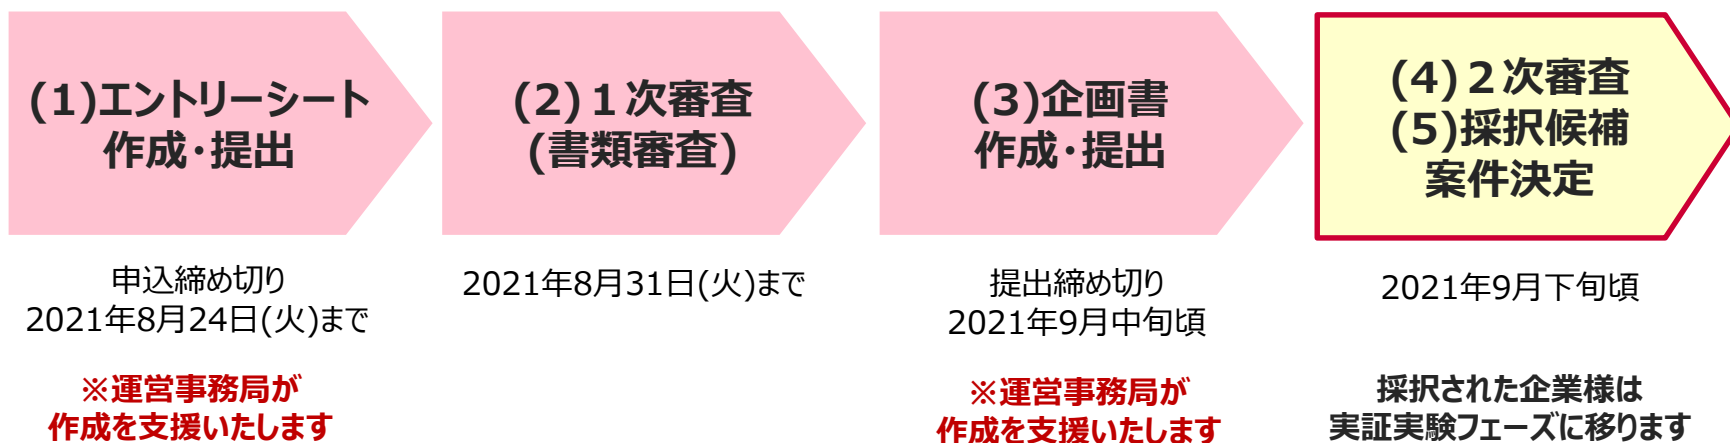 (1)エントリーシート
作成・提出
申込締め切り
2021年8月24日(火)まで
※運営事務局が
作成を支援いたします
(2)１次審査
(書類審査)
2021年8月31日(火)まで
(3)企画書
作成・提出
提出締め切り
2021年9月中旬頃
※運営事務局が
作成を支援いたします
(4)２次審査
(5)採択候補
案件決定
2021年9月下旬頃
採択された企業様は
実証実験フェーズに移ります